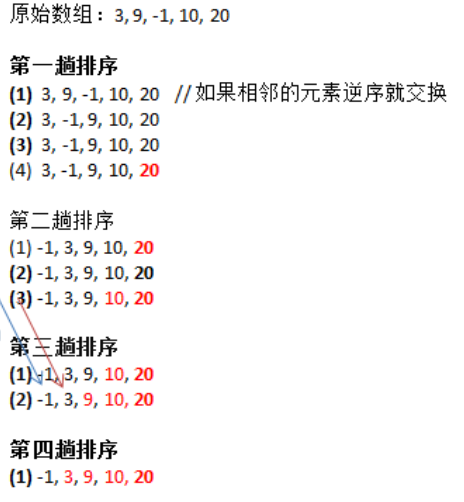 原始数组：3, 9, -1, 10, 20
第一趟排序
(1) 3, 9, -1, 10, 20 //如果相邻的元素逆序就交换
(2) 3, -1, 9, 10, 20
(3) 3, -1, 9, 10, 20
(4) 3, -1, 9, 10, 20
第二趟排序
(1) -1, 3, 9, 10, 20
(2) -1, 3, 9, 10, 20
(3) -1, 3, 9, 10, 20
第三趟排序
(1) -1, 3, 9, 10, 20
(2) -1, 3, 9, 10, 20
第四趟排序
(1) -1, 3, 9, 10, 20